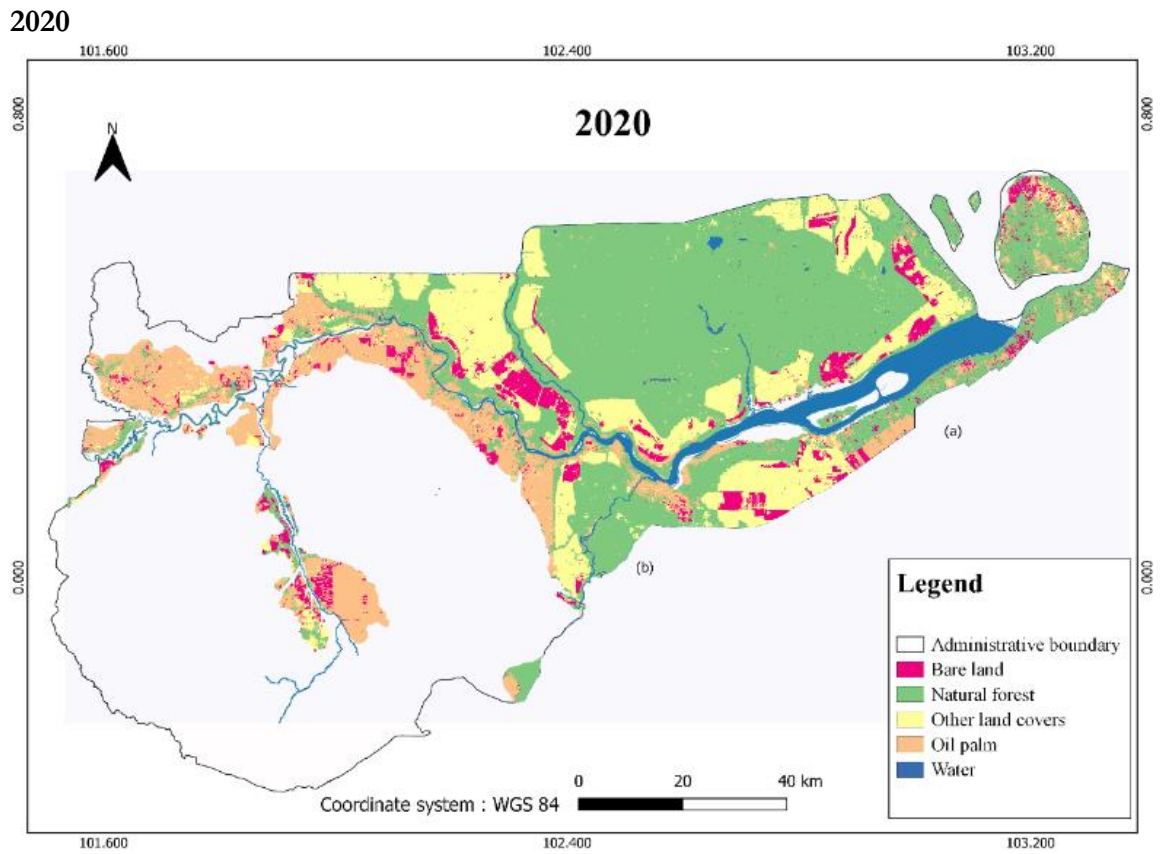 2020
101.600 102.400 103.200
0.800 0.800
2020
N
(a)
(b)
0.000 0.000
Legend
Administrative boundary
Bare land
Natural forest
Other land covers
Oil palm
Water
0 20 40 km
Coordinate system : WGS 84
101.600 102.400 103.200